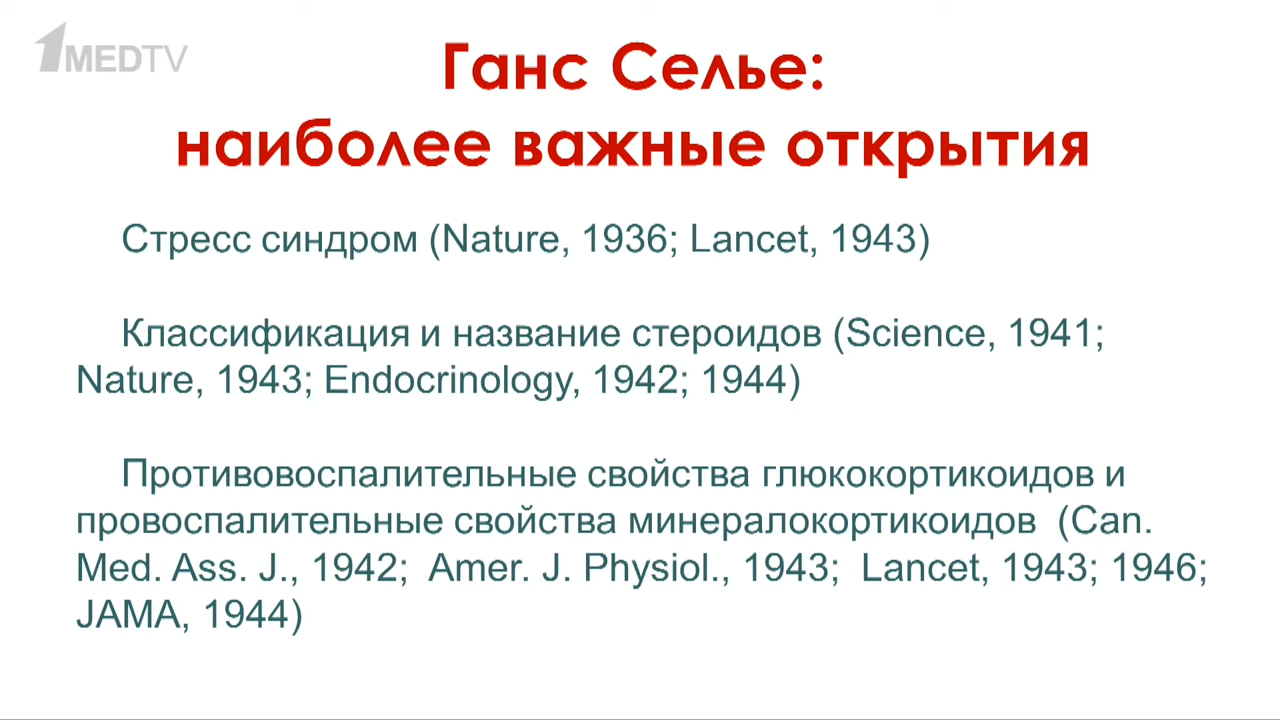 1MEDTV
Ганс Селье:
наиболее важные открытия
Стресс синдром (Nature, 1936; Lancet, 1943)
Классификация и название стероидов (Science, 1941;
Nature, 1943; Endocrinology, 1942; 1944)
Противовоспалительные свойства глюкокортикоидов и
провоспалительные свойства минералокортикоидов (Can.
Med. Ass. J., 1942; Amer. J. Physiol., 1943; Lancet, 1943; 1946;
JAMA, 1944)